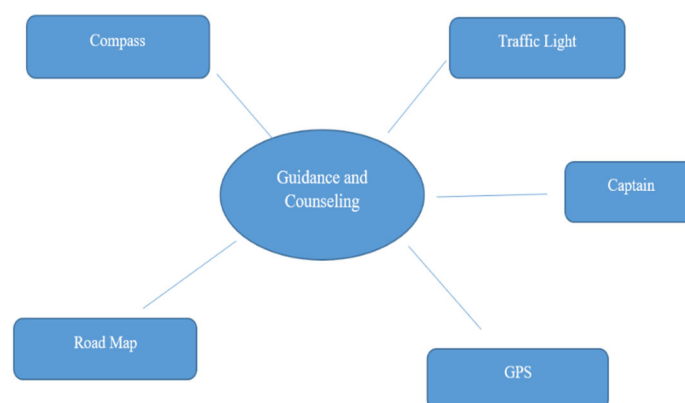 Compass
Traffic Light
Guidance and
Counseling
Captain
Road Map
GPS